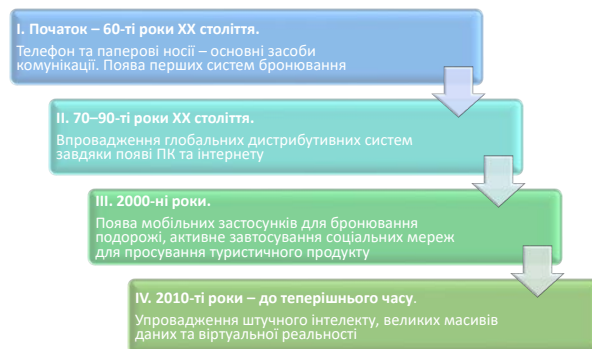 І. Початок – 60-ті роки ХХ століття.
Телефон та паперові носії – основні засоби
комунікації. Поява перших систем бронювання
ІІ. 70–90-ті роки ХХ століття.
Впровадження глобальних дистрибутивних систем
завдяки появі ПК та інтернету
ІІІ. 2000-ні роки.
Поява мобільних застосунків для бронювання
подорожі, активне завтосування соціальних мереж
для просування туристичного продукту
IV. 2010-ті роки – до теперішнього часу.
Упровадження штучного інтелекту, великих масивів
даних та віртуальної реальності